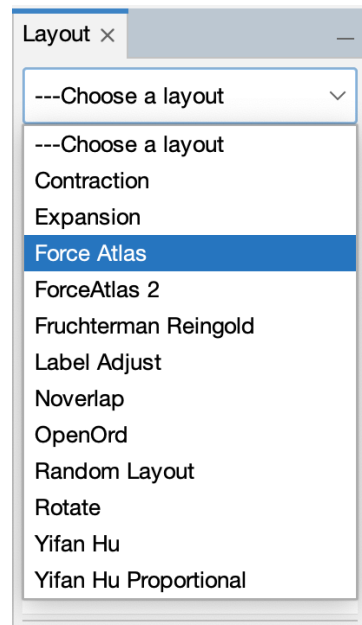 Layout ×
---Choose a layout
---Choose a layout
Contraction
Expansion
Force Atlas
ForceAtlas 2
Fruchterman Reingold
Label Adjust
Noverlap
OpenOrd
Random Layout
Rotate
Yifan Hu
Yifan Hu Proportional